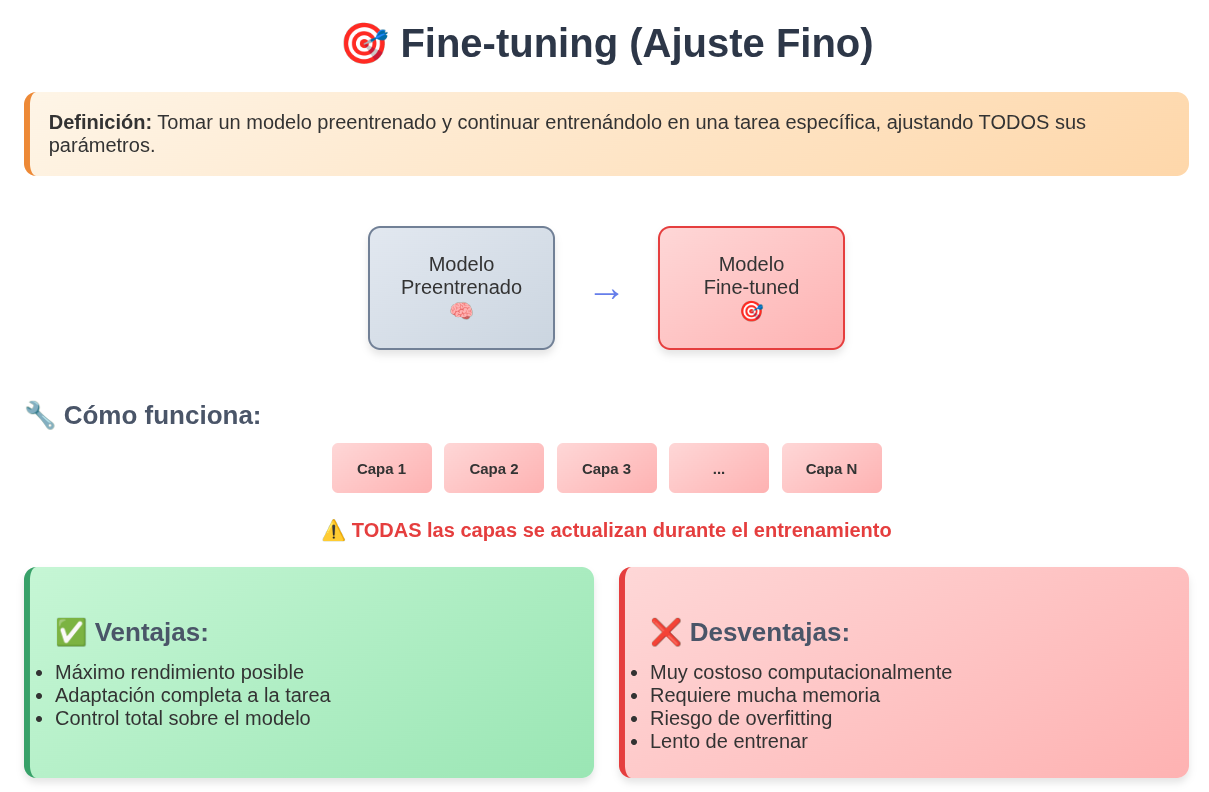 🎯 Fine-tuning (Ajuste Fino)
Definición: Tomar un modelo preentrenado y continuar entrenándolo en una tarea específica, ajustando TODOS sus
parámetros.
Modelo
Preentrenado
🧠
→
Modelo
Fine-tuned
🎯
🔧 Cómo funciona:
Capa 1
Capa 2
Capa 3
...
Capa N
⚠️ TODAS las capas se actualizan durante el entrenamiento
✅ Ventajas:
• Máximo rendimiento posible
• Adaptación completa a la tarea
• Control total sobre el modelo
❌ Desventajas:
• Muy costoso computacionalmente
• Requiere mucha memoria
• Riesgo de overfitting
• Lento de entrenar